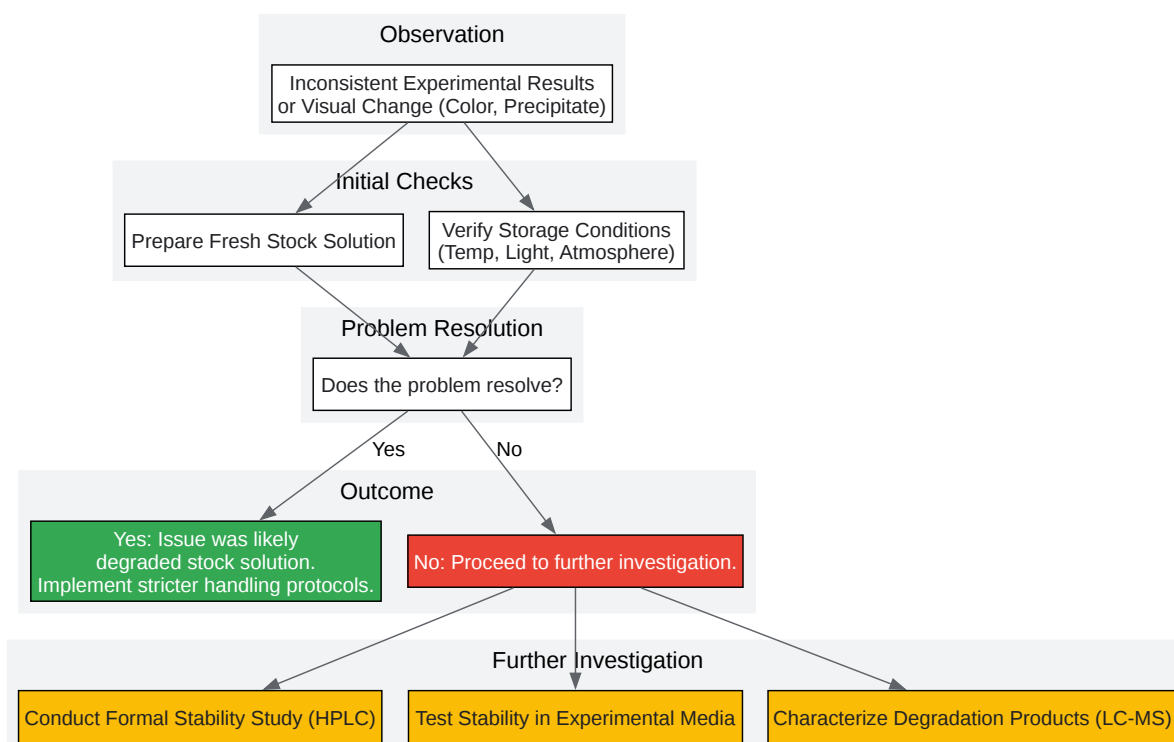 Observation
Inconsistent Experimental Results
or Visual Change (Color, Precipitate)
Initial Checks
Prepare Fresh Stock Solution
Verify Storage Conditions
(Temp, Light, Atmosphere)
Problem Resolution
Does the problem resolve?
Yes
No
Outcome
Yes: Issue was likely
degraded stock solution.
Implement stricter handling protocols.
No: Proceed to further investigation.
Further Investigation
Conduct Formal Stability Study (HPLC)
Test Stability in Experimental Media
Characterize Degradation Products (LC-MS)